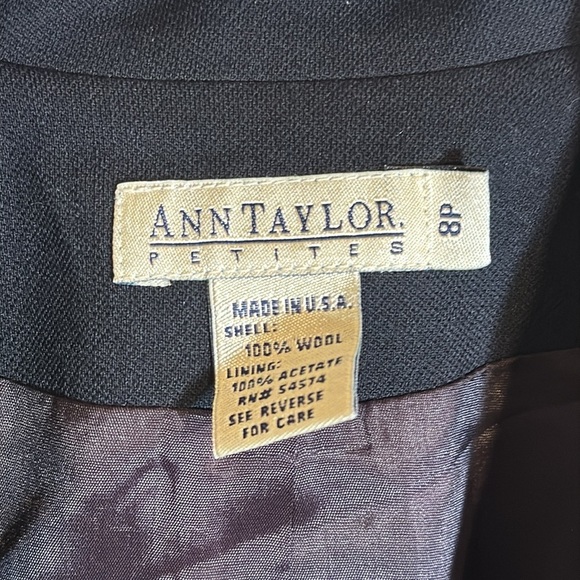 ANN TAYLOR.
PETITES
8P
MADE IN U.S.A.
SHELL:
100% WOOL
LINING:
100% ACETATE
RN# 54574
SEE REVERSE
FOR CARE